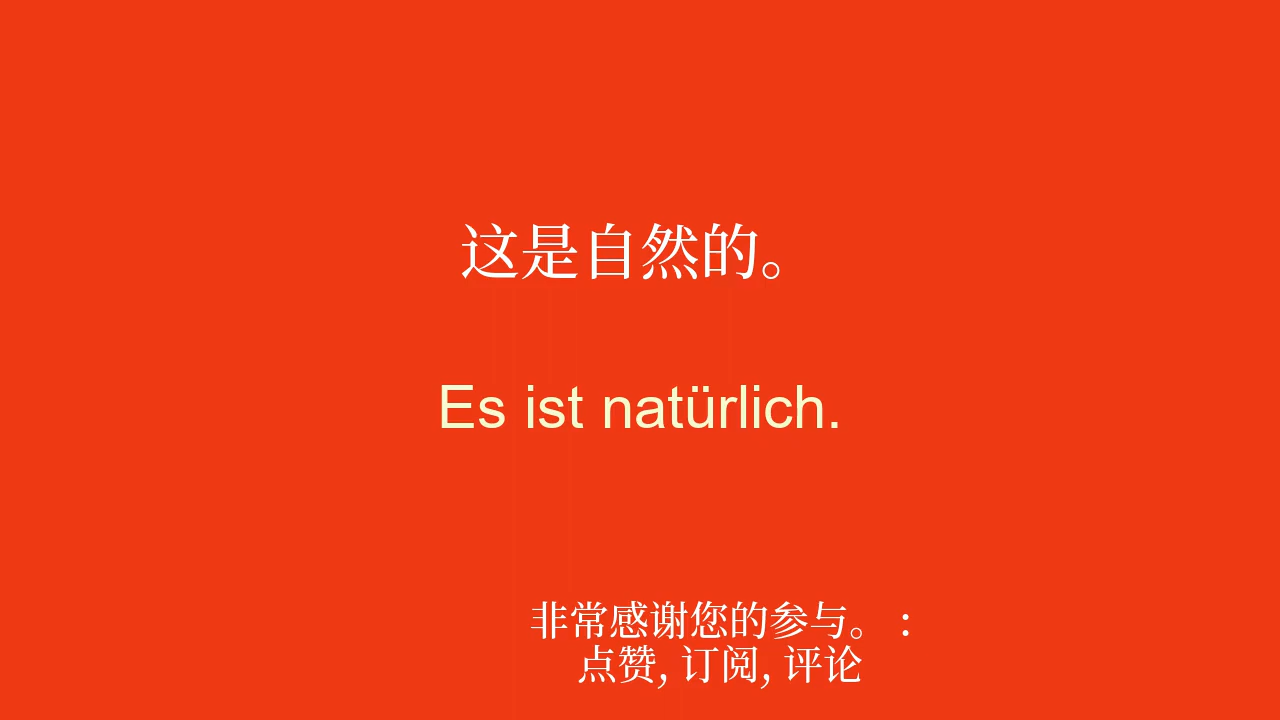 这是自然的。
Es ist natürlich.
非常感谢您的参与。 :
点赞, 订阅, 评论